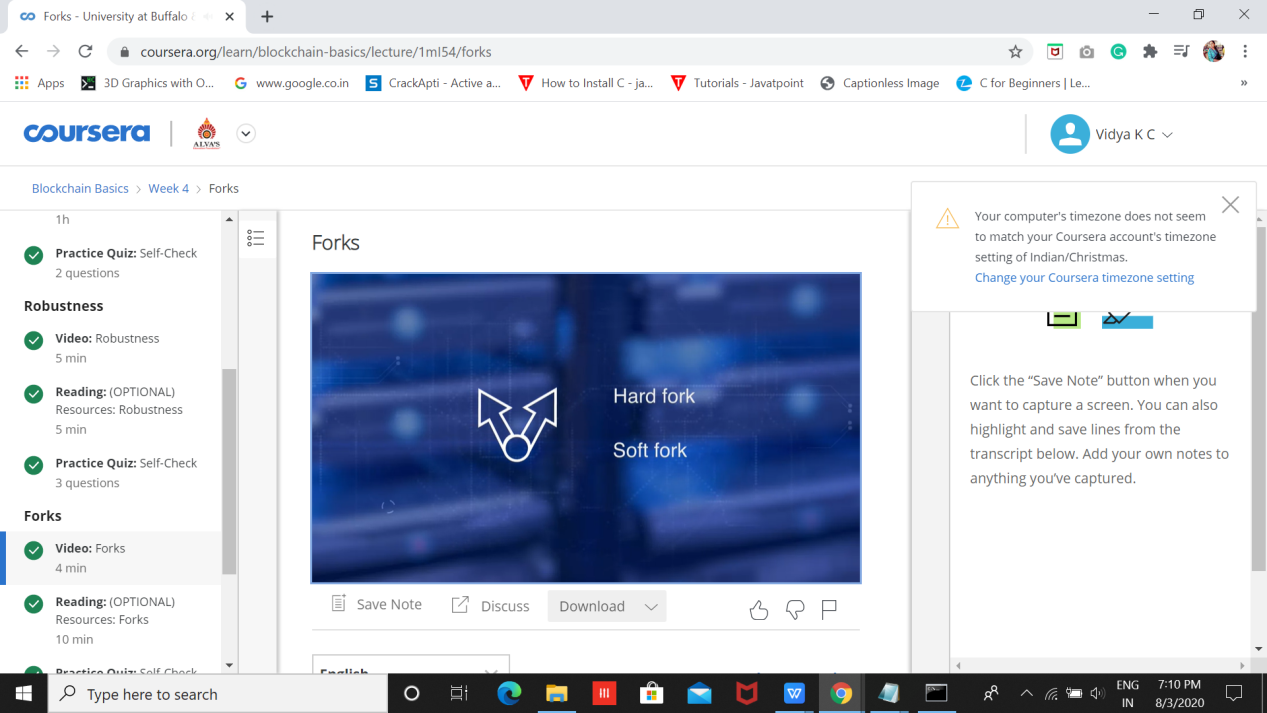 Forks - University at Buffalo
coursera.org/learn/blockchain-basics/lecture/1ml54/forks
Apps
3D Graphics with O...
www.google.co.in
CrackApti - Active a...
How to Install C - ja...
Tutorials - Javatpoint
Captionless Image
C for Beginners | Le...
»
coursera
ALVA'S
Vidya K C
Blockchain Basics > Week 4 > Forks
Your computer's timezone does not seem
to match your Coursera account's timezone
setting of Indian/Christmas.
Change your Coursera timezone setting
1h
Practice Quiz: Self-Check
2 questions
Robustness
Video: Robustness
5 min
Reading: (OPTIONAL)
Resources: Robustness
5 min
Practice Quiz: Self-Check
3 questions
Forks
Video: Forks
4 min
Reading: (OPTIONAL)
Resources: Forks
10 min
Practice Quiz: Self-Check
Forks
Hard fork
Soft fork
Save Note
Discuss
Download
English
Click the “Save Note” button when you
want to capture a screen. You can also
highlight and save lines from the
transcript below. Add your own notes to
anything you’ve captured.
Type here to search
ENG
IN
7:10 PM
8/3/2020